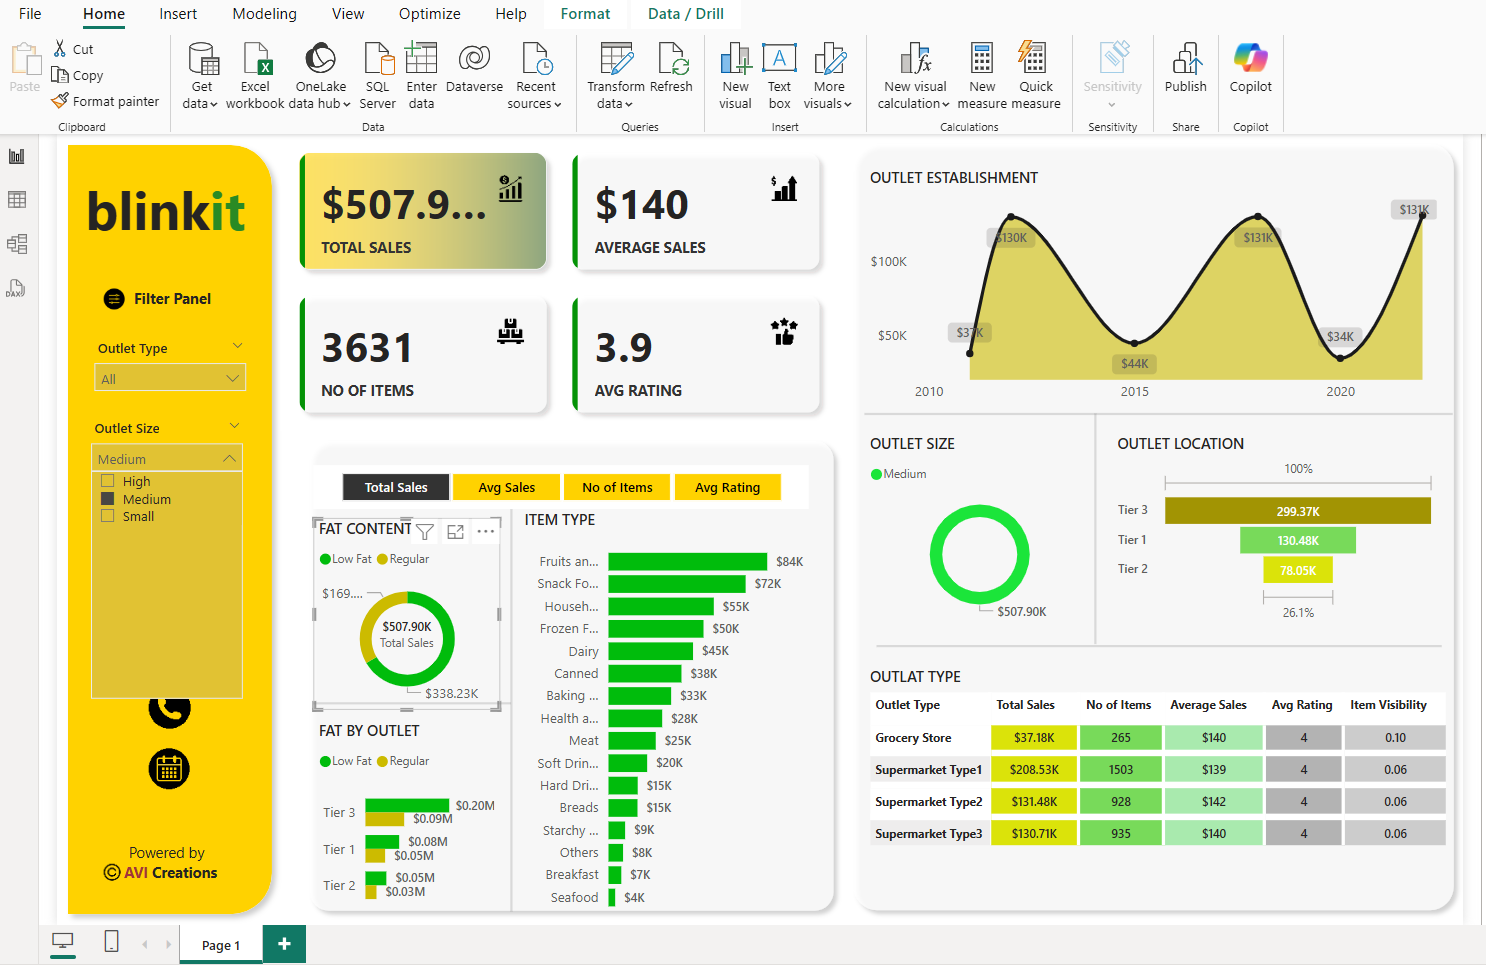 File Home Insert Modeling View Optimize Help Format Data / Drill
Paste
Cut
Copy
Format painter
Clipboard
Get data
Excel workbook
OneLake data hub
SQL Server
Enter data
Dataverse
Recent sources
Data
Transform data
Refresh
Queries
New visual
Text box
More visuals
Insert
New visual calculation
New measure
Quick measure
Calculations
Sensitivity
Sensitivity
Publish
Share
Copilot
Copilot
DAX
blinkit
Filter Panel
Outlet Type
All
Outlet Size
Medium
High
Medium
Small
Powered by
© AVI Creations
$507.9...
TOTAL SALES
$140
AVERAGE SALES
3631
NO OF ITEMS
3.9
AVG RATING
Total Sales Avg Sales No of Items Avg Rating
FAT CONTENT
Low Fat Regular
$169....
$507.90K
Total Sales
$338.23K
FAT BY OUTLET
Low Fat Regular
Tier 3 $0.20M
$0.09M
Tier 1 $0.08M
$0.05M
Tier 2 $0.05M
$0.03M
ITEM TYPE
Fruits an... $84K
Snack Fo... $72K
Househ... $55K
Frozen F... $50K
Dairy $45K
Canned $38K
Baking ... $33K
Health a... $28K
Meat $25K
Soft Drin... $20K
Hard Dri... $15K
Breads $15K
Starchy ... $9K
Others $8K
Breakfast $7K
Seafood $4K
OUTLET ESTABLISHMENT
$131K
$130K $131K
$100K
$37K $50K $34K
$44K
2010 2015 2020
OUTLET SIZE
Medium
$507.90K
OUTLET LOCATION
100%
Tier 3 299.37K
Tier 1 130.48K
Tier 2 78.05K
26.1%
OUTLAT TYPE
Outlet Type Total Sales No of Items Average Sales Avg Rating Item Visibility
Grocery Store $37.18K 265 $140 4 0.10
Supermarket Type1 $208.53K 1503 $139 4 0.06
Supermarket Type2 $131.48K 928 $142 4 0.06
Supermarket Type3 $130.71K 935 $140 4 0.06
Page 1